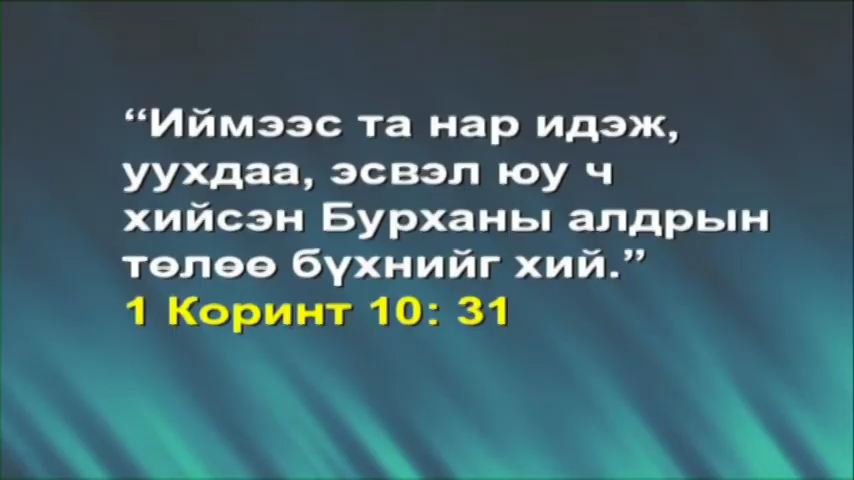 “Иймээс та нар идэж,
уухдаа, эсвэл юу ч
хийсэн Бурханы алдрын
төлөө бүхнийг хий.”
1 Коринт 10: 31